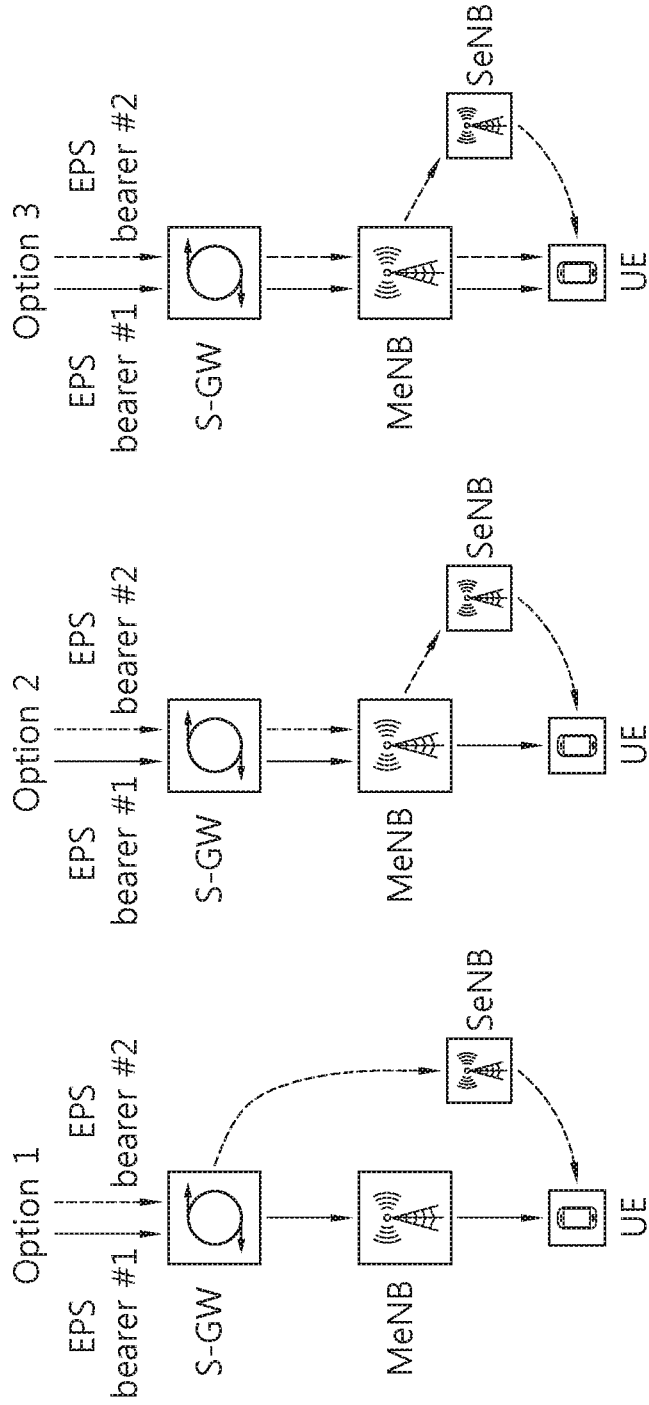 Option 1
EPS
bearer #1
EPS
bearer #2
S-GW
MeNB
SeNB
UE
Option 2
EPS
bearer #1
EPS
bearer #2
S-GW
MeNB
SeNB
UE
Option 3
EPS
bearer #1
EPS
bearer #2
S-GW
MeNB
SeNB
UE